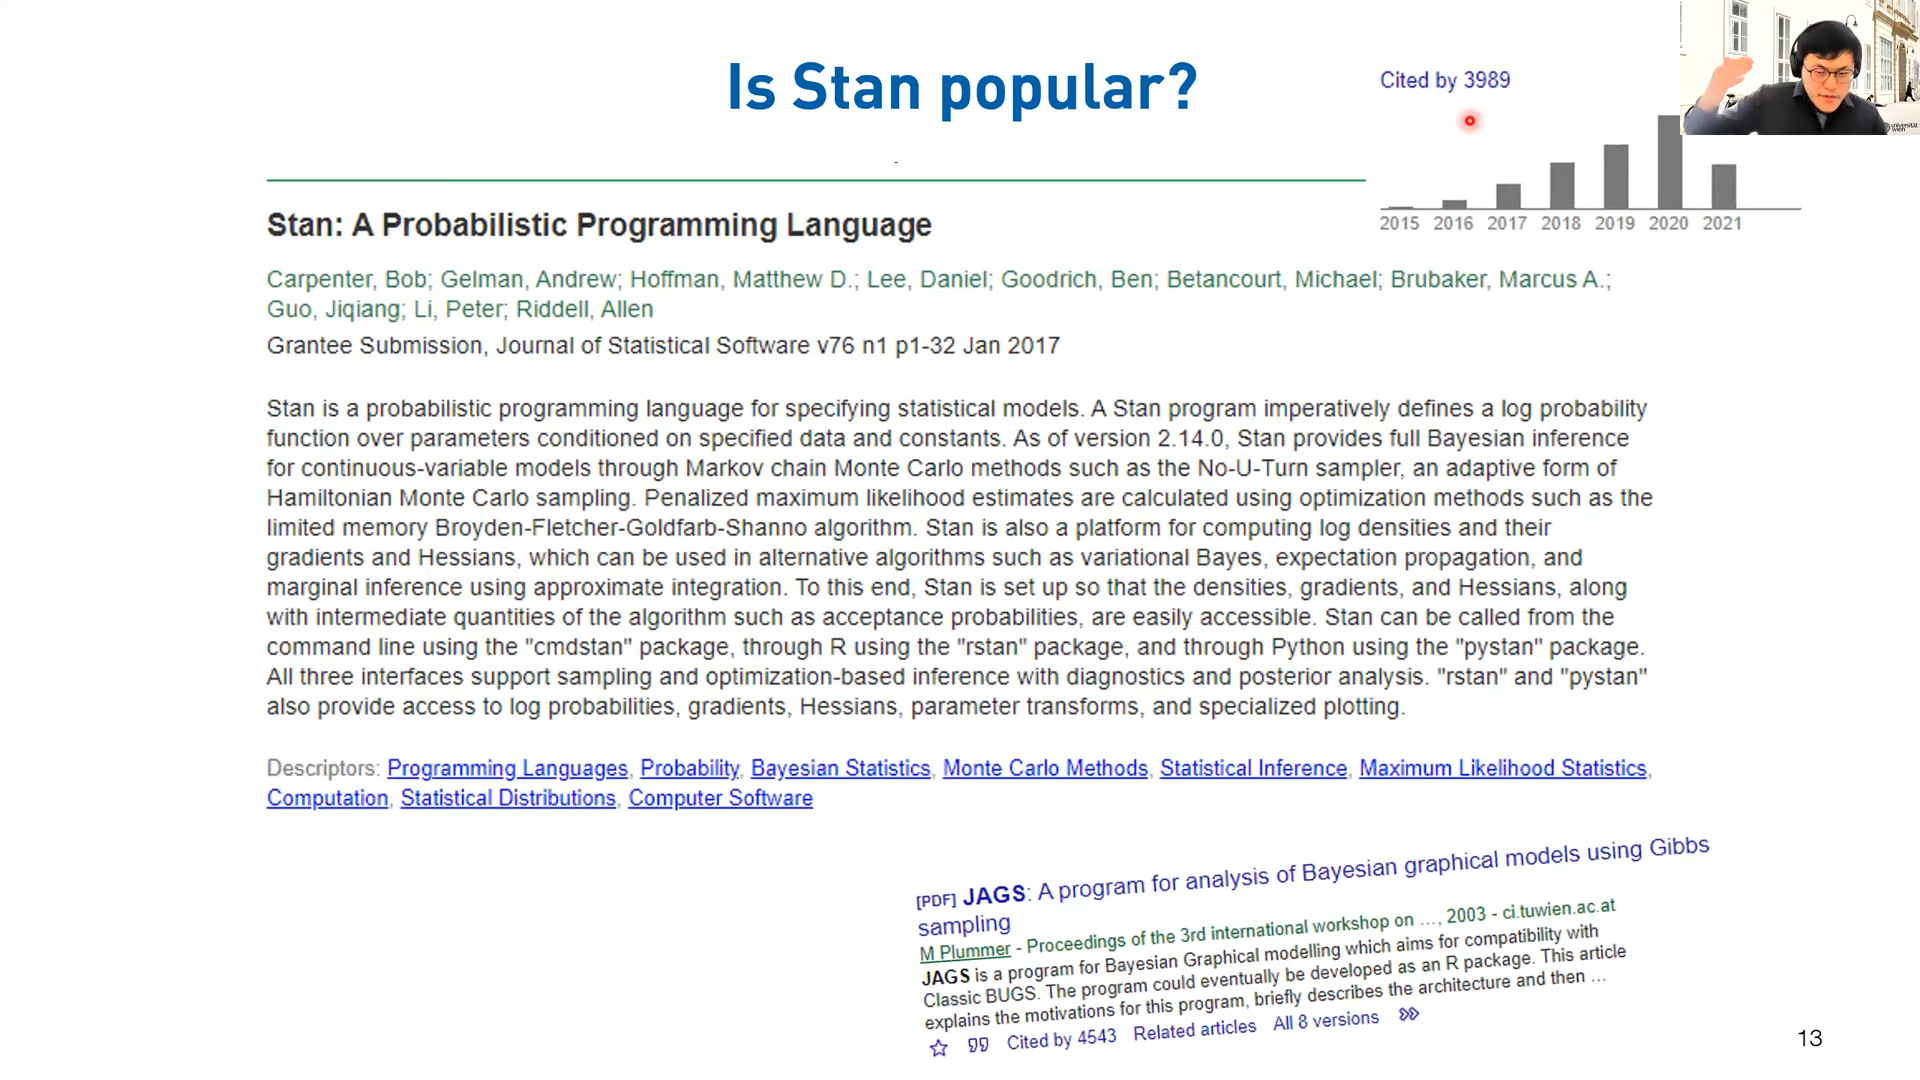 Is Stan popular?
Cited by 3989
2015 2016 2017 2018 2019 2020 2021
universität
wien
Stan: A Probabilistic Programming Language
Carpenter, Bob; Gelman, Andrew; Hoffman, Matthew D.; Lee, Daniel; Goodrich, Ben; Betancourt, Michael; Brubaker, Marcus A.;
Guo, Jiqiang; Li, Peter; Riddell, Allen
Grantee Submission, Journal of Statistical Software v76 n1 p1-32 Jan 2017
Stan is a probabilistic programming language for specifying statistical models. A Stan program imperatively defines a log probability
function over parameters conditioned on specified data and constants. As of version 2.14.0, Stan provides full Bayesian inference
for continuous-variable models through Markov chain Monte Carlo methods such as the No-U-Turn sampler, an adaptive form of
Hamiltonian Monte Carlo sampling. Penalized maximum likelihood estimates are calculated using optimization methods such as the
limited memory Broyden-Fletcher-Goldfarb-Shanno algorithm. Stan is also a platform for computing log densities and their
gradients and Hessians, which can be used in alternative algorithms such as variational Bayes, expectation propagation, and
marginal inference using approximate integration. To this end, Stan is set up so that the densities, gradients, and Hessians, along
with intermediate quantities of the algorithm such as acceptance probabilities, are easily accessible. Stan can be called from the
command line using the "cmdstan" package, through R using the "rstan" package, and through Python using the "pystan" package.
All three interfaces support sampling and optimization-based inference with diagnostics and posterior analysis. "rstan" and "pystan"
also provide access to log probabilities, gradients, Hessians, parameter transforms, and specialized plotting.
Descriptors: Programming Languages, Probability, Bayesian Statistics, Monte Carlo Methods, Statistical Inference, Maximum Likelihood Statistics,
Computation, Statistical Distributions, Computer Software
[PDF] JAGS: A program for analysis of Bayesian graphical models using Gibbs
sampling
M Plummer - Proceedings of the 3rd international workshop on …, 2003 - ci.tuwien.ac.at
JAGS is a program for Bayesian Graphical modelling which aims for compatibility with
Classic BUGS. The program could eventually be developed as an R package. This article
explains the motivations for this program, briefly describes the architecture and then …
Cited by 4543 Related articles All 8 versions
13